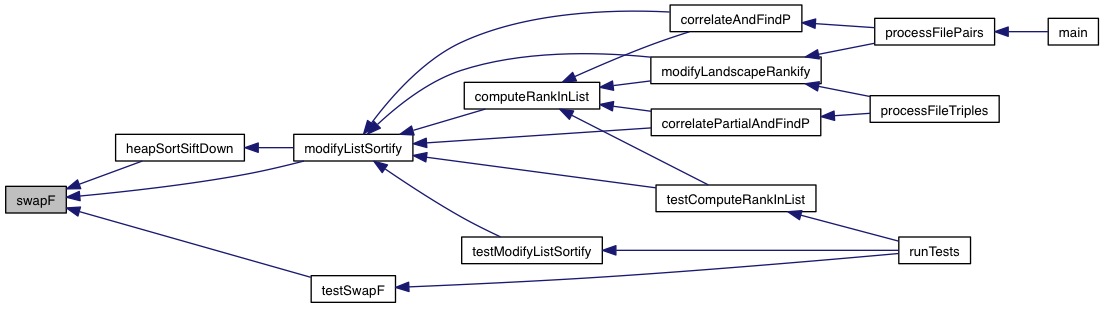 correlateAndFindP
processFilePairs
main
modifyLandscapeRankify
computeRankInList
processFileTriples
correlatePartialAndFindP
heapSortSiftDown
modifyListSortify
swapF
testComputeRankInList
testModifyListSortify
runTests
testSwapF